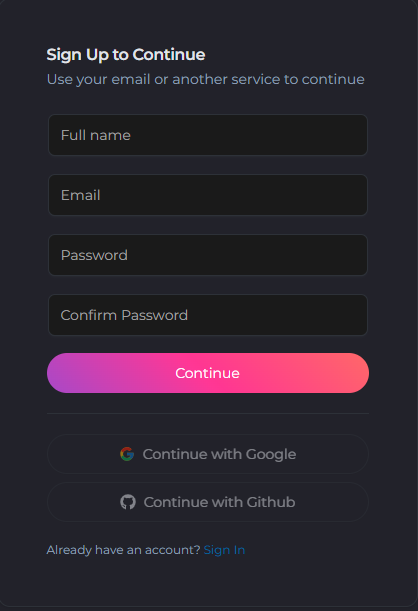 Sign Up to Continue
Use your email or another service to continue
Full name
Email
Password
Confirm Password
Continue
Continue with Google
Continue with Github
Already have an account? Sign In